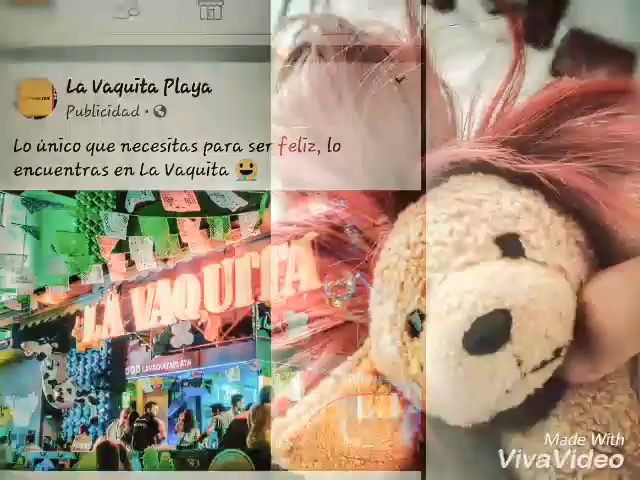 La Vaquita Playa
Publicidad
Lo único que necesitas para ser feliz, lo
encuentras en La Vaquita 😃
LA VAQUITA
LAVAQUITAPLAYA
Made With
VivaVideo